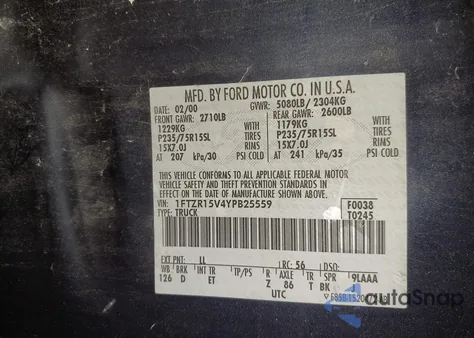 MFD. BY FORD MOTOR CO. IN U.S.A.
DATE: 02/00 GVWR: 5080LB/ 2304KG
FRONT GAWR: 2710LB REAR GAWR: 2600LB
1229KG WITH 1179KG WITH
P235/75R15SL TIRES P235/75R15SL TIRES
15X7.0J RIMS 15X7.0J RIMS
AT 207 kPa/30 PSI COLD AT 241 kPa/35 PSI COLD
THIS VEHICLE CONFORMS TO ALL APPLICABLE FEDERAL MOTOR
VEHICLE SAFETY AND THEFT PREVENTION STANDARDS IN
EFFECT ON THE DATE OF MANUFACTURE SHOWN ABOVE.
VIN: 1FTZR15V4YPB25559 F0038
TYPE: TRUCK T0245
EXT PNT: LL RC: 56 DSO:
WB BRK INT TR TP/PS R AXLE TR SPR 9LAAA
126 D ET Z 86 T BK J
UTC
autoSnap